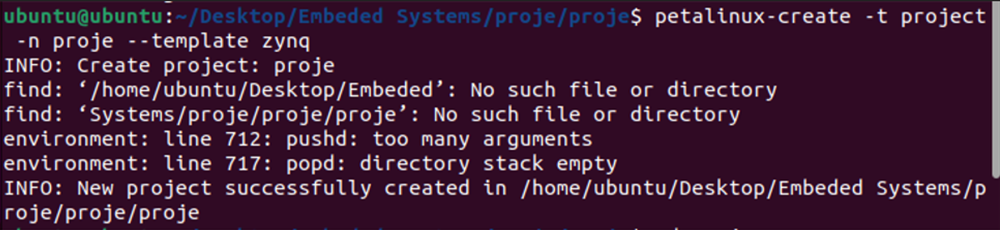 ubuntu@ubuntu:~/Desktop/Embeded Systems/proje/proje$ petalinux-create -t project
 -n proje --template zynq
INFO: Create project: proje
find: ‘/home/ubuntu/Desktop/Embeded’: No such file or directory
find: ‘Systems/proje/proje/proje’: No such file or directory
environment: line 712: pushd: too many arguments
environment: line 717: popd: directory stack empty
INFO: New project successfully created in /home/ubuntu/Desktop/Embeded Systems/p
roje/proje/proje